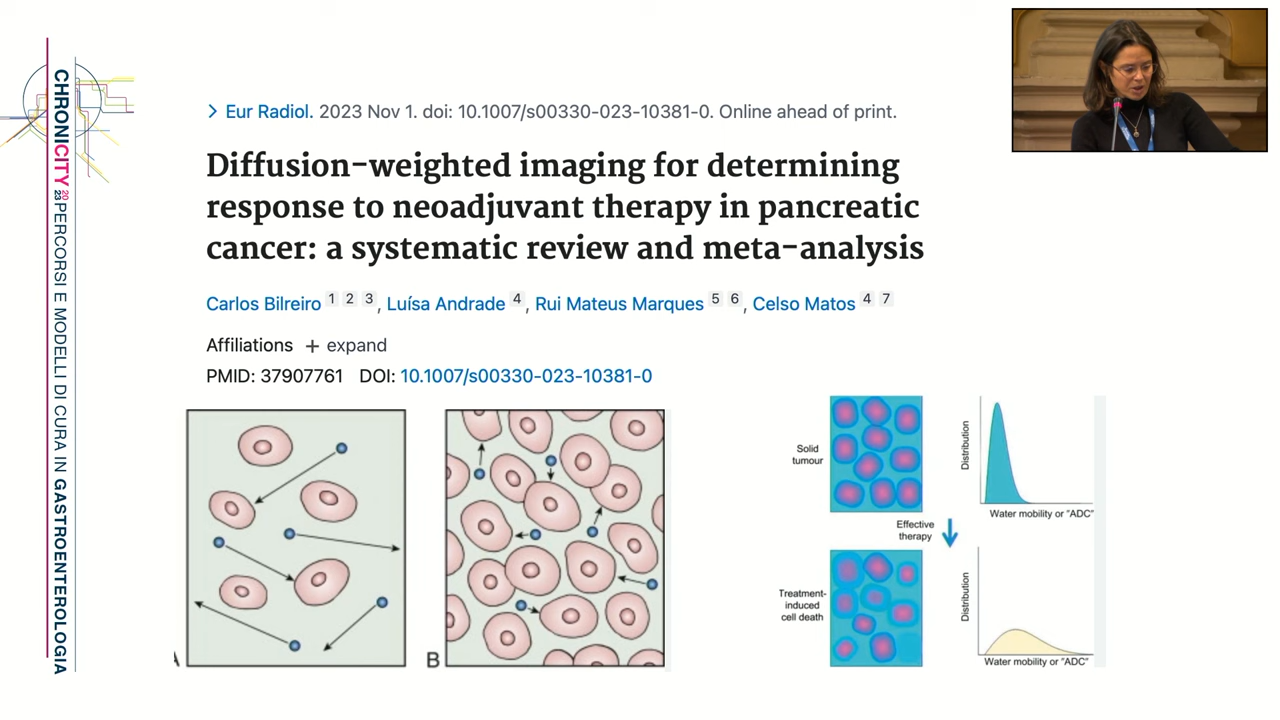 CHRONICITY 2023 PERCORSI E MODELLI DI CURA IN GASTROENTEROLOGIA
> Eur Radiol. 2023 Nov 1. doi: 10.1007/s00330-023-10381-0. Online ahead of print.
Diffusion-weighted imaging for determining
response to neoadjuvant therapy in pancreatic
cancer: a systematic review and meta-analysis
Carlos Bilreiro 1 2 3, Luísa Andrade 4, Rui Mateus Marques 5 6, Celso Matos 4 7
Affiliations + expand
PMID: 37907761 DOI: 10.1007/s00330-023-10381-0
A
B
Solid
tumour
Distribution
Water mobility or "ADC"
Effective
therapy
Treatment-
induced
cell death
Distribution
Water mobility or "ADC"